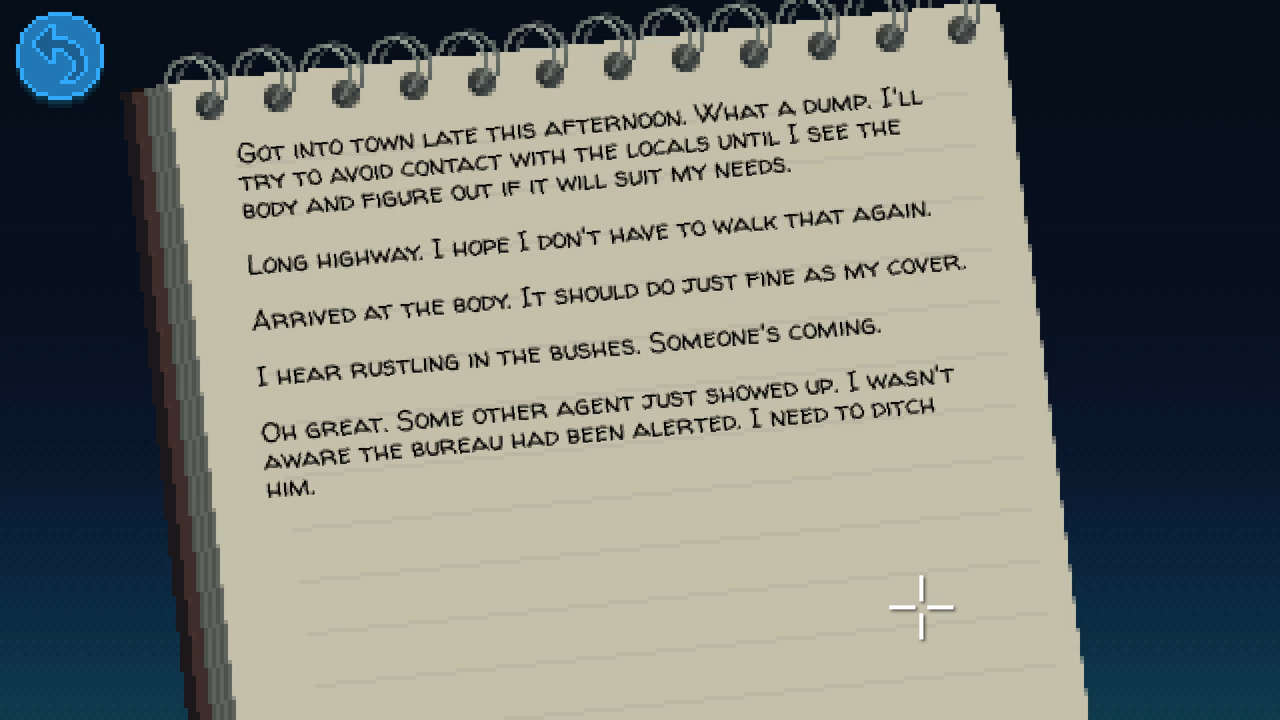 Got into town late this afternoon. What a dump. I'll
try to avoid contact with the locals until I see the
body and figure out if it will suit my needs.
Long highway. I hope I don't have to walk that again.
Arrived at the body. It should do just fine as my cover.
I hear rustling in the bushes. Someone's coming.
Oh great. Some other agent just showed up. I wasn't
aware the bureau had been alerted. I need to ditch
him.